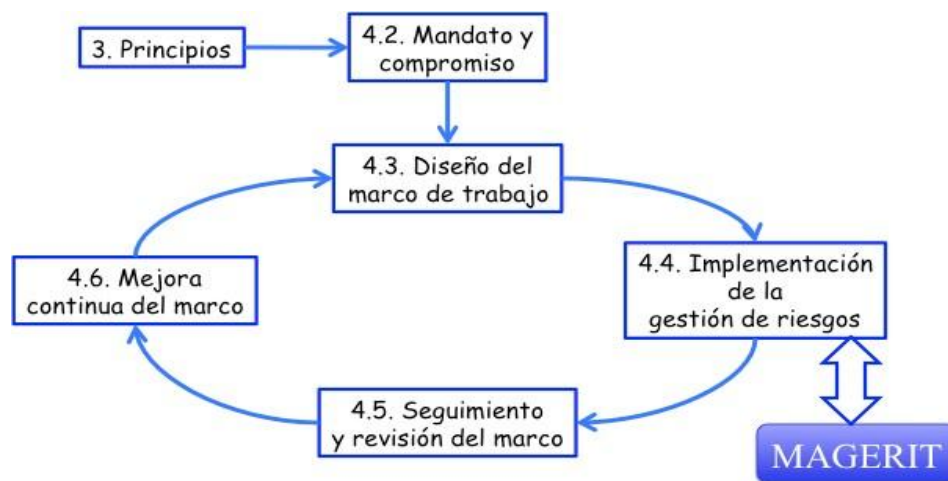 3. Principios
4.2. Mandato y
compromiso
4.3. Diseño del
marco de trabajo
4.6. Mejora
continua del marco
4.4. Implementación
de la
gestión de riesgos
4.5. Seguimiento
y revisión del marco
MAGERIT